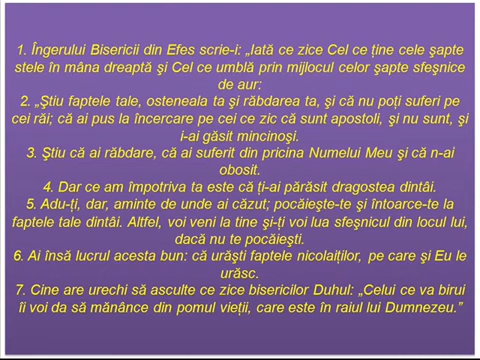 1. Îngerului Bisericii din Efes scrie-i: „Iată ce zice Cel ce ţine cele şapte
stele în mâna dreaptă şi Cel ce umblă prin mijlocul celor şapte sfeşnice
de aur:
2. „Ştiu faptele tale, osteneala ta şi răbdarea ta, şi că nu poţi suferi pe
cei răi; că ai pus la încercare pe cei ce zic că sunt apostoli, şi nu sunt, şi
i-ai găsit mincinoşi.
3. Ştiu că ai răbdare, că ai suferit din pricina Numelui Meu şi că n-ai
obosit.
4. Dar ce am împotriva ta este că ţi-ai părăsit dragostea dintâi.
5. Adu-ţi, dar, aminte de unde ai căzut; pocăieşte-te şi întoarce-te la
faptele tale dintâi. Altfel, voi veni la tine şi-ţi voi lua sfeşnicul din locul lui,
dacă nu te pocăieşti.
6. Ai însă lucrul acesta bun: că urăşti faptele nicolaiţilor, pe care şi Eu le
urăsc.
7. Cine are urechi să asculte ce zice bisericilor Duhul: „Celui ce va birui
îi voi da să mănânce din pomul vieţii, care este în raiul lui Dumnezeu.”